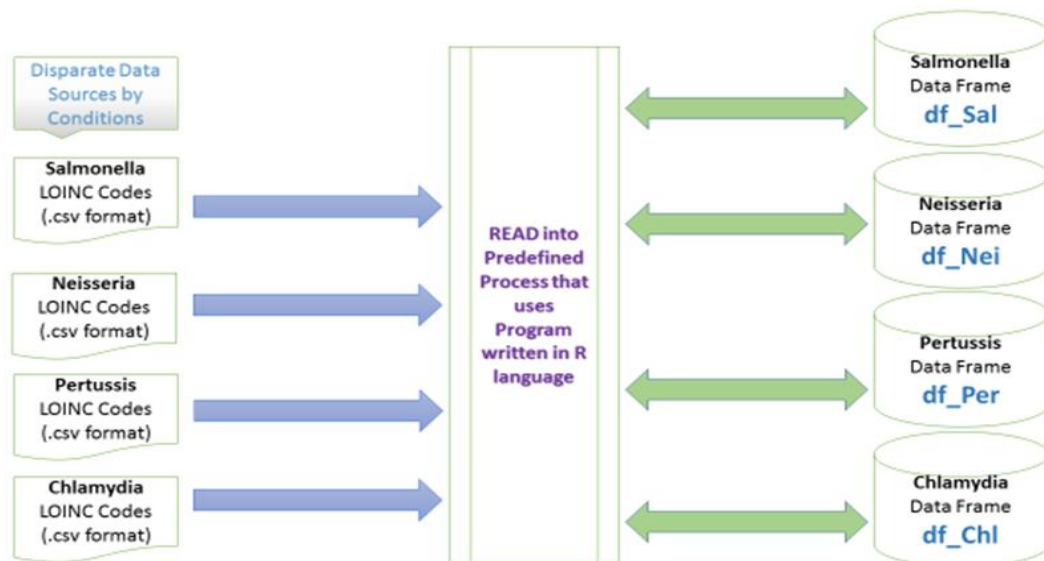 Disparate Data
Sources by
Conditions
Salmonella
LOINC Codes
(.csv format)
Neisseria
LOINC Codes
(.csv format)
Pertussis
LOINC Codes
(.csv format)
Chlamydia
LOINC Codes
(.csv format)
READ into
Predefined
Process that
uses
Program
written in R
language
Salmonella
Data Frame
df_Sal
Neisseria
Data Frame
df_Nei
Pertussis
Data Frame
df_Per
Chlamydia
Data Frame
df_Chl